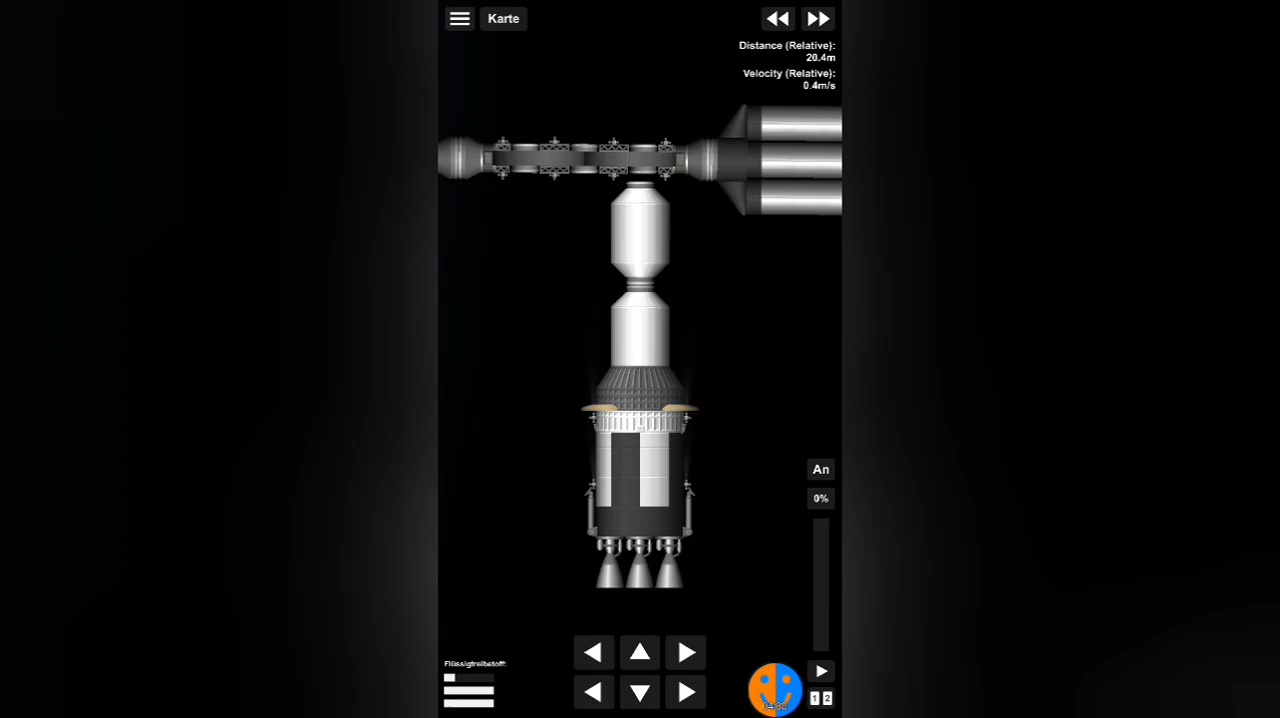 Karte
Distance (Relative):
20.4m
Velocity (Relative):
0.4m/s
An
0%
Flüssigtreibstoff:
1 2